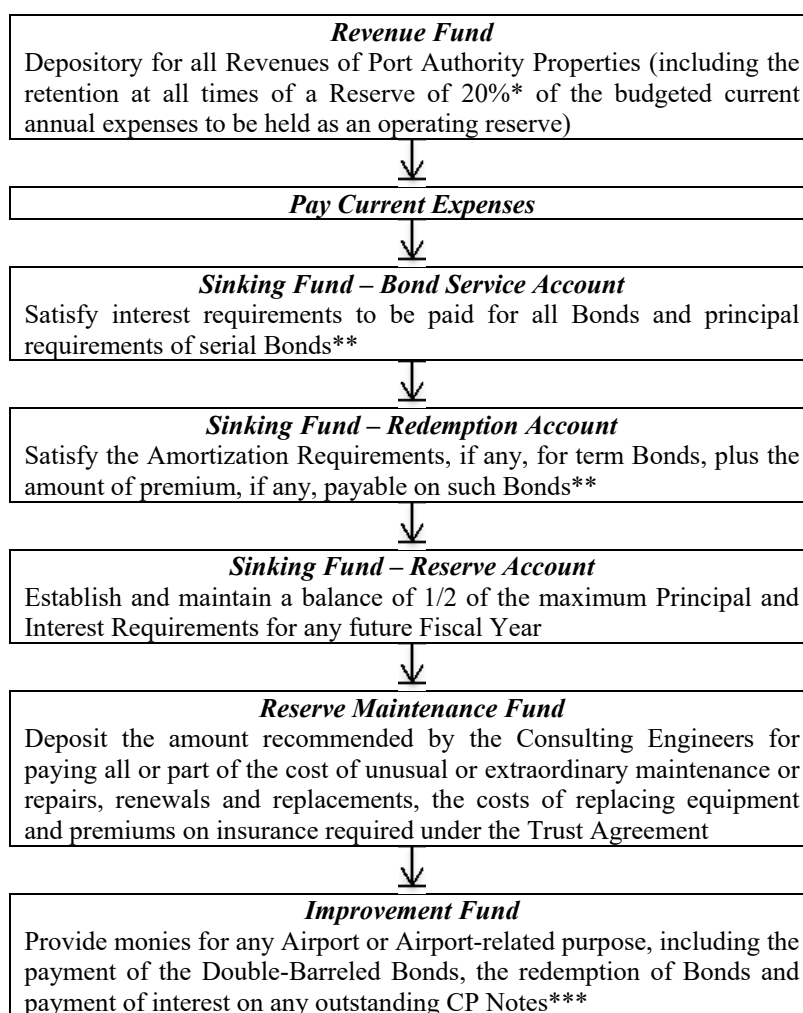 Revenue Fund
Depository for all Revenues of Port Authority Properties (including the
retention at all times of a Reserve of 20%* of the budgeted current
annual expenses to be held as an operating reserve)
Pay Current Expenses
Sinking Fund – Bond Service Account
Satisfy interest requirements to be paid for all Bonds and principal
requirements of serial Bonds**
Sinking Fund – Redemption Account
Satisfy the Amortization Requirements, if any, for term Bonds, plus the
amount of premium, if any, payable on such Bonds**
Sinking Fund – Reserve Account
Establish and maintain a balance of 1/2 of the maximum Principal and
Interest Requirements for any future Fiscal Year
Reserve Maintenance Fund
Deposit the amount recommended by the Consulting Engineers for
paying all or part of the cost of unusual or extraordinary maintenance or
repairs, renewals and replacements, the costs of replacing equipment
and premiums on insurance required under the Trust Agreement
Improvement Fund
Provide monies for any Airport or Airport-related purpose, including the
payment of the Double-Barreled Bonds, the redemption of Bonds and
payment of interest on any outstanding CP Notes***